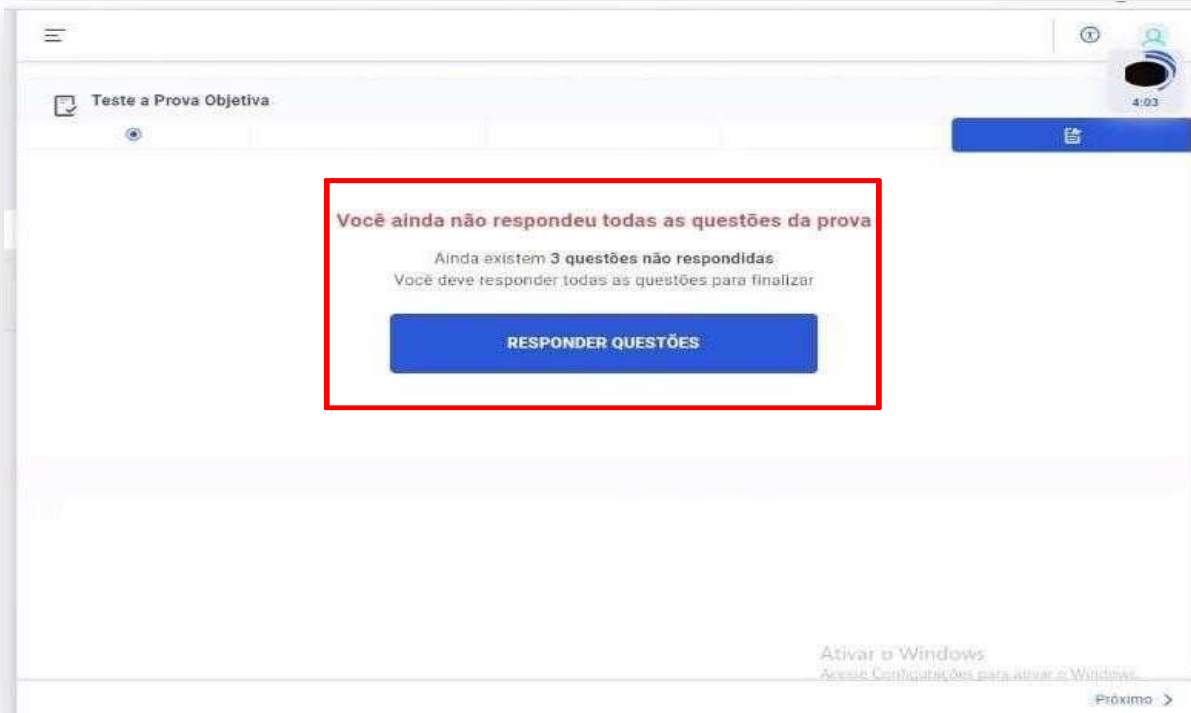 Teste a Prova Objetiva
4:03
Você ainda não respondeu todas as questões da prova
Ainda existem 3 questões não respondidas
Você deve responder todas as questões para finalizar
RESPONDER QUESTÕES
Ativar o Windows
Acesse Configurações para ativar o Windows.
Próximo >